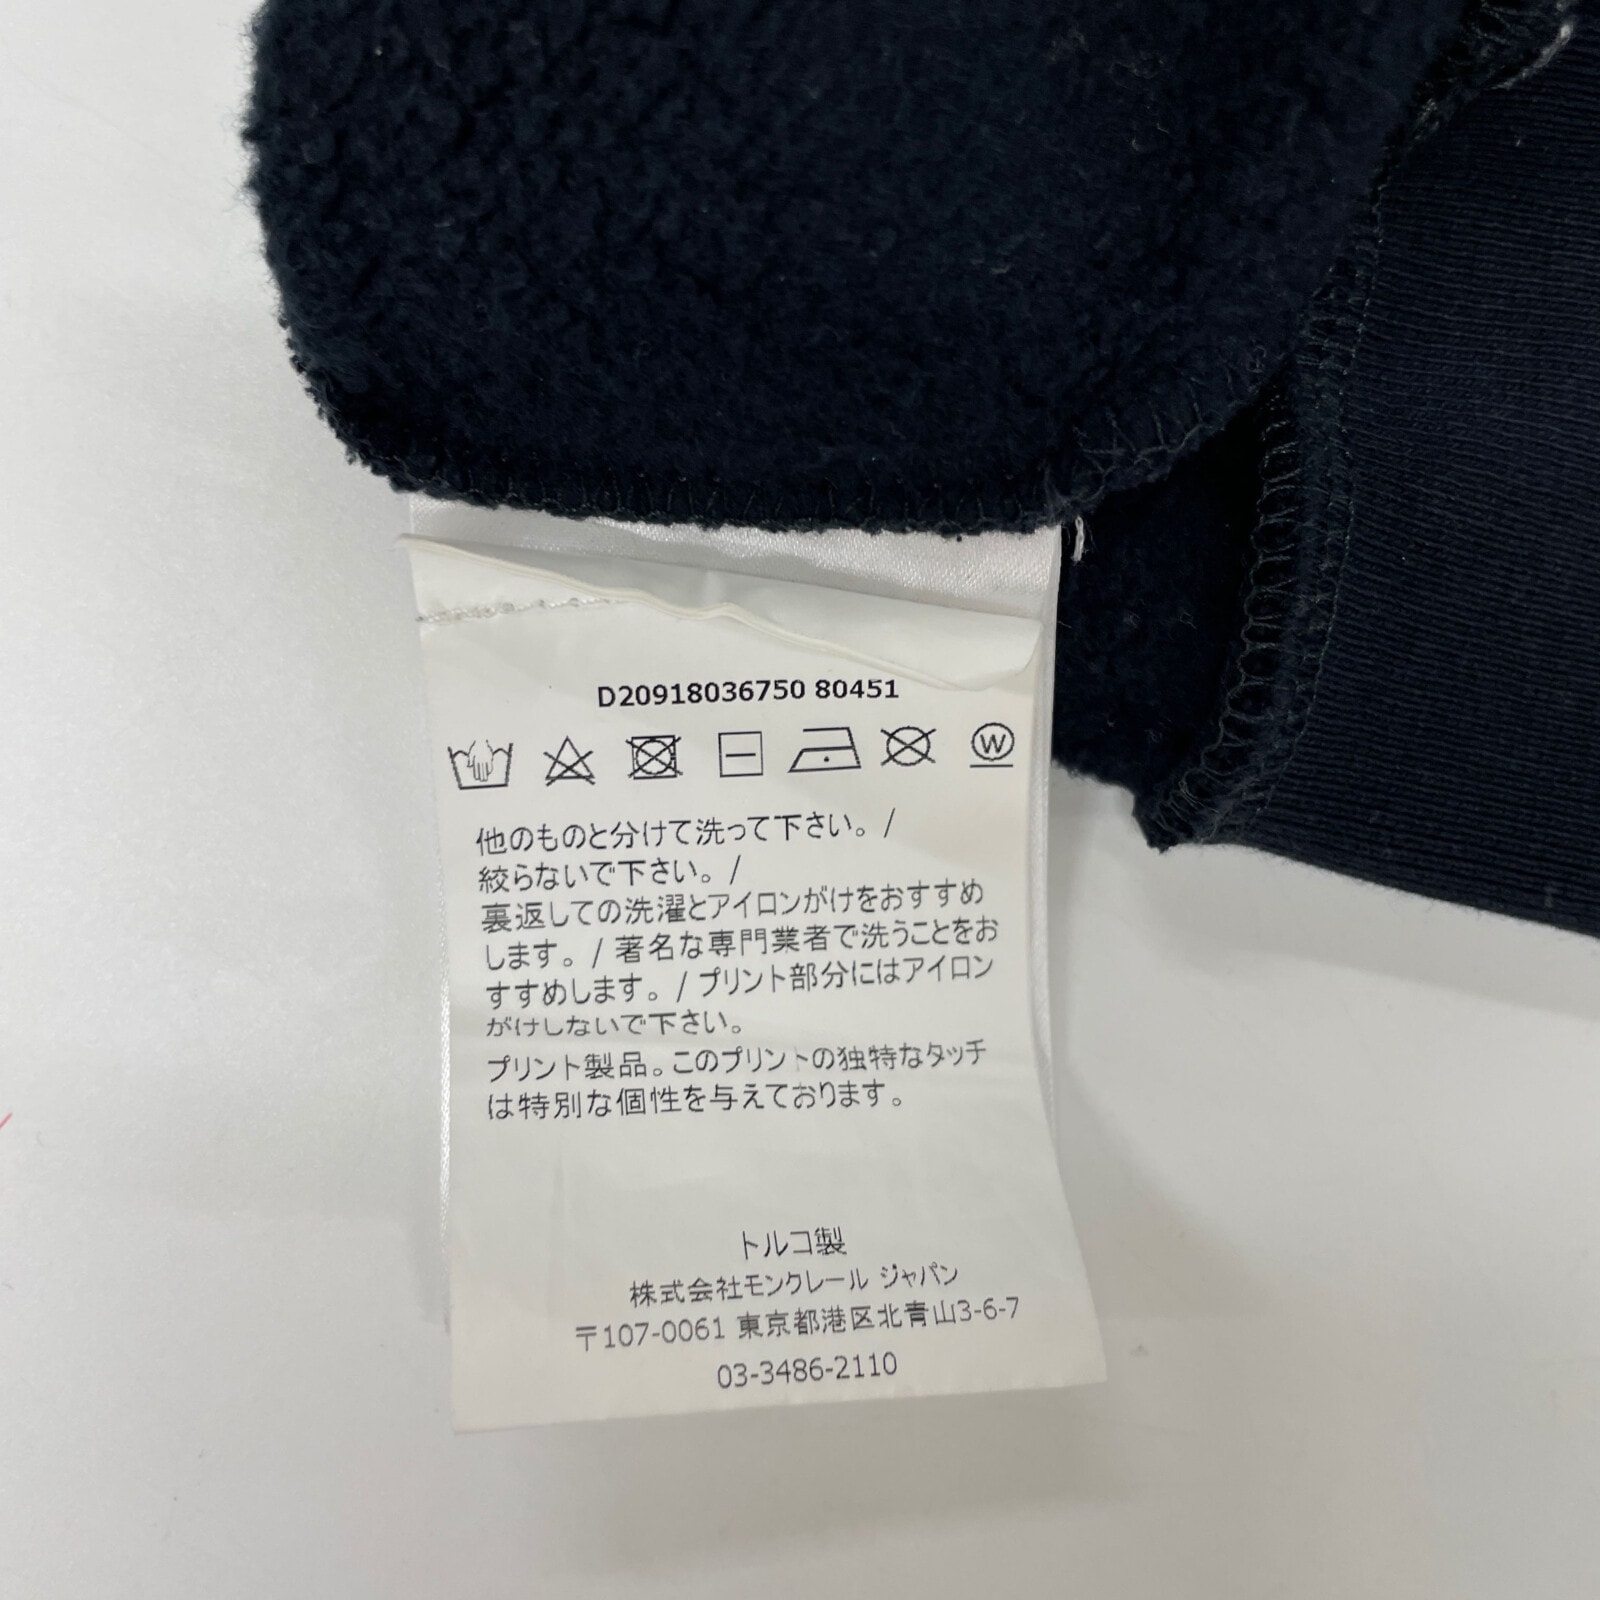 D20918036750 80451
W
他のものと分けて洗って下さい。/
絞らないで下さい。/
裏返しての洗濯とアイロンがけをおすすめ
します。/ 著名な専門業者で洗うことをお
すすめします。/ プリント部分にはアイロン
がけしないで下さい。
プリント製品。このプリントの独特なタッチ
は特別な個性を与えております。
トルコ製
株式会社モンクレール ジャパン
〒107-0061 東京都港区北青山3-6-7
03-3486-2110